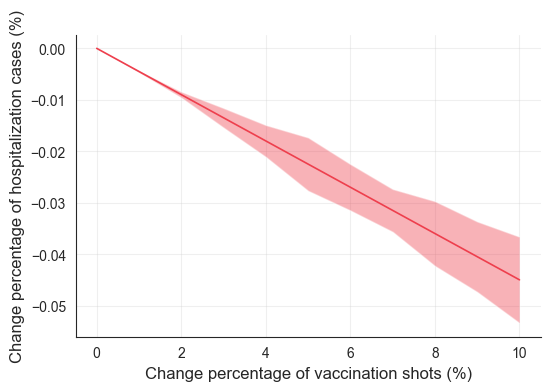 Change percentage of hospitalization cases (%)
0.00
−0.01
−0.02
−0.03
−0.04
−0.05
0 2 4 6 8 10
Change percentage of vaccination shots (%)